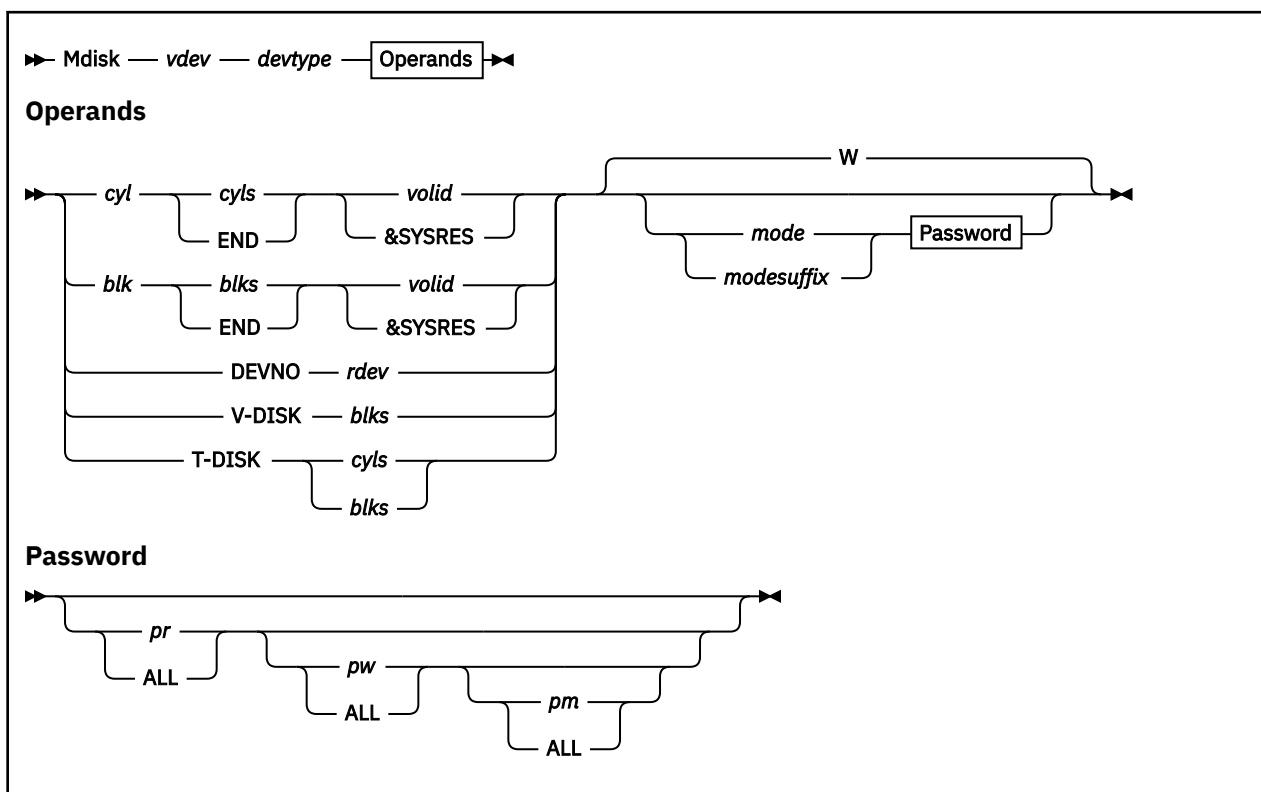 Mdisk vdev devtype Operands
Operands
W
cyl cyls volid
END &SYSRES
mode Password
modesuffix
blk blks volid
END &SYSRES
DEVNO rdev
V-DISK blks
T-DISK cyls
blks
Password
pr
ALL
pw
ALL
pm
ALL